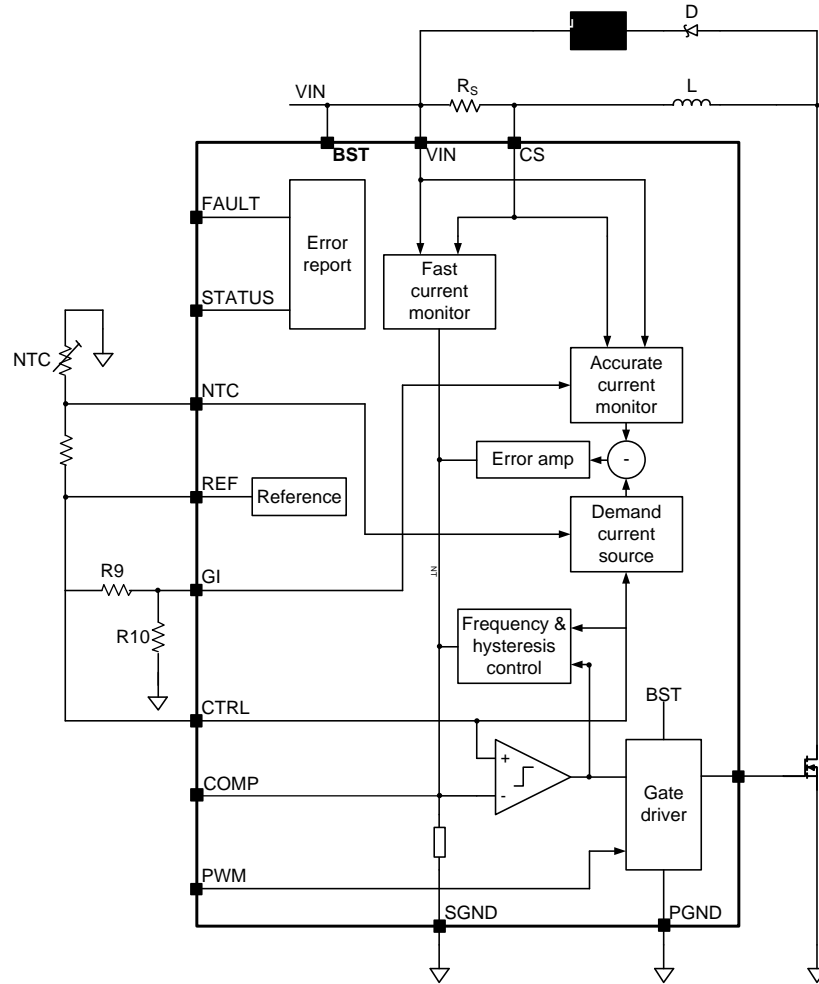 D
VIN
RS
L
BST
VIN
CS
FAULT
Error
report
STATUS
Fast
current
monitor
NTC
NTC
Accurate
current
monitor
Error amp
-
REF
Reference
Demand
current
source
R9
GI
NT
R10
Frequency &
hysteresis
control
CTRL
BST
+
COMP
-
Gate
driver
PWM
SGND
PGND